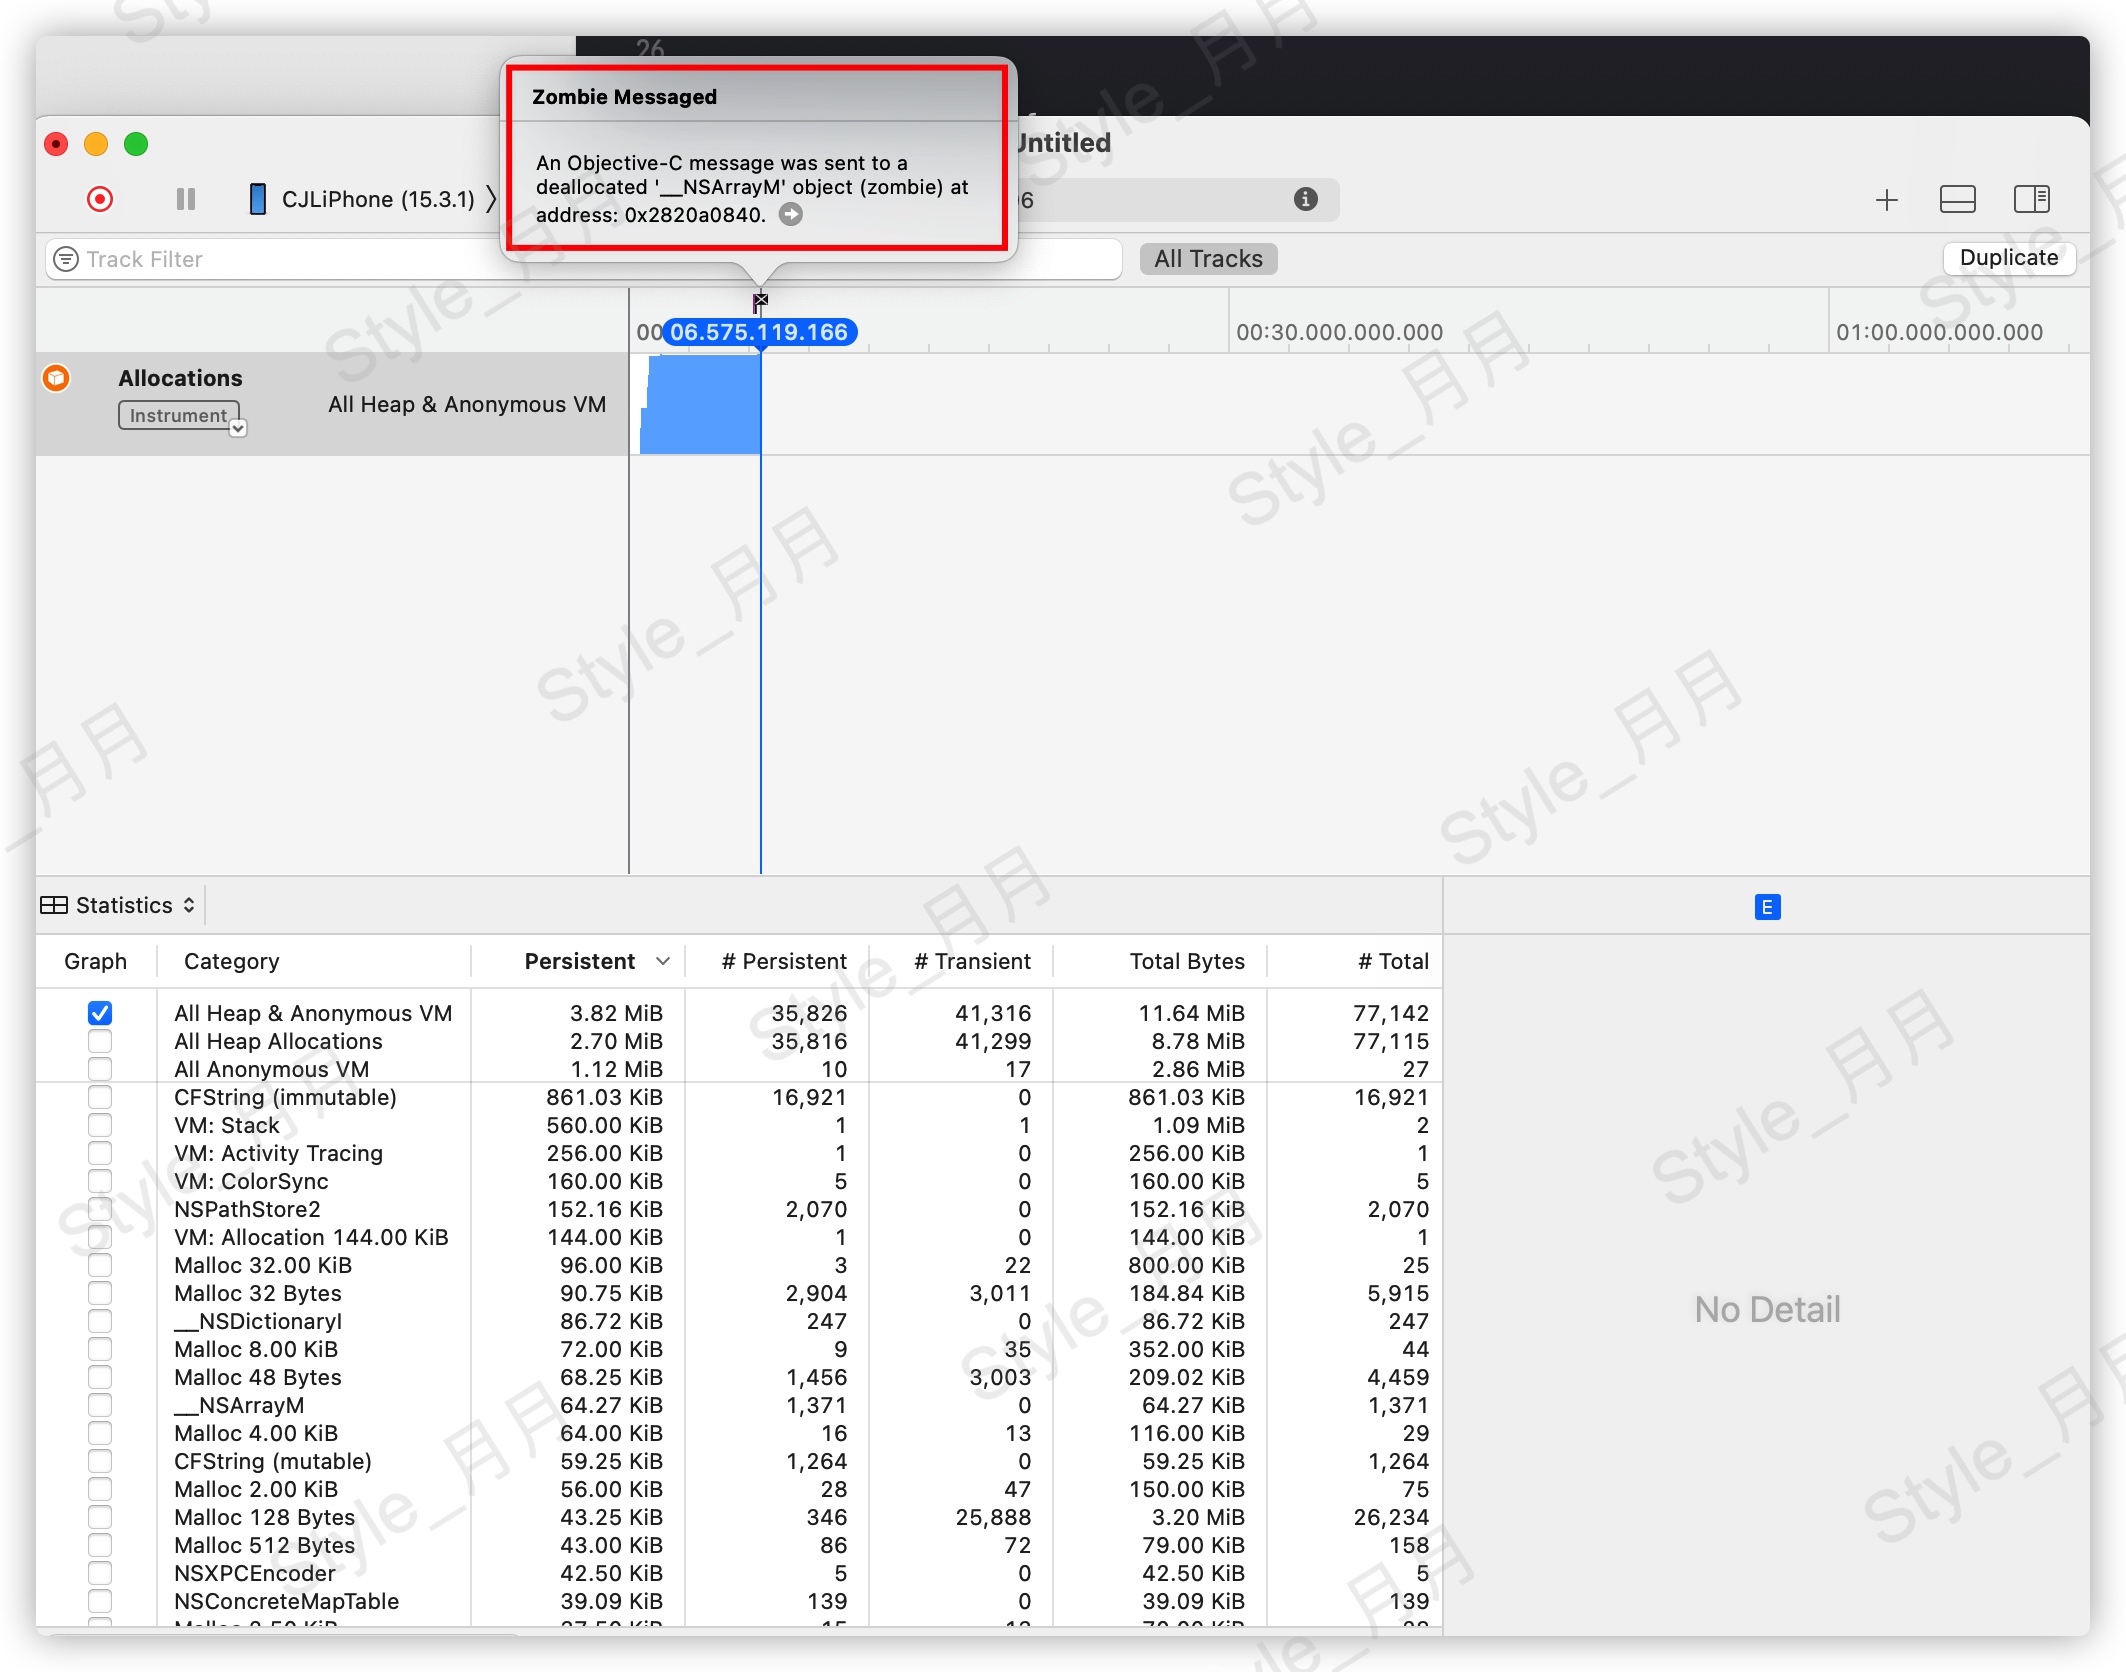 26
Zombie Messaged
An Objective-C message was sent to a
deallocated '__NSArrayM' object (zombie) at
address: 0x2820a0840.
Untitled
CJLiPhone (15.3.1)
Track Filter
All Tracks
Duplicate
00 06.575.119.166 00:30.000.000.000 01:00.000.000.000
Allocations
Instrument
All Heap & Anonymous VM
Statistics
E
Graph Category Persistent # Persistent # Transient Total Bytes # Total
All Heap & Anonymous VM 3.82 MiB 35,826 41,316 11.64 MiB 77,142
All Heap Allocations 2.70 MiB 35,816 41,299 8.78 MiB 77,115
All Anonymous VM 1.12 MiB 10 17 2.86 MiB 27
CFString (immutable) 861.03 KiB 16,921 0 861.03 KiB 16,921
VM: Stack 560.00 KiB 1 1 1.09 MiB 2
VM: Activity Tracing 256.00 KiB 1 0 256.00 KiB 1
VM: ColorSync 160.00 KiB 5 0 160.00 KiB 5
NSPathStore2 152.16 KiB 2,070 0 152.16 KiB 2,070
VM: Allocation 144.00 KiB 144.00 KiB 1 0 144.00 KiB 1
Malloc 32.00 KiB 96.00 KiB 3 22 800.00 KiB 25
Malloc 32 Bytes 90.75 KiB 2,904 3,011 184.84 KiB 5,915
__NSDictionaryI 86.72 KiB 247 0 86.72 KiB 247
Malloc 8.00 KiB 72.00 KiB 9 35 352.00 KiB 44
Malloc 48 Bytes 68.25 KiB 1,456 3,003 209.02 KiB 4,459
__NSArrayM 64.27 KiB 1,371 0 64.27 KiB 1,371
Malloc 4.00 KiB 64.00 KiB 16 13 116.00 KiB 29
CFString (mutable) 59.25 KiB 1,264 0 59.25 KiB 1,264
Malloc 2.00 KiB 56.00 KiB 28 47 150.00 KiB 75
Malloc 128 Bytes 43.25 KiB 346 25,888 3.20 MiB 26,234
Malloc 512 Bytes 43.00 KiB 86 72 79.00 KiB 158
NSXPCEncoder 42.50 KiB 5 0 42.50 KiB 5
NSConcreteMapTable 39.09 KiB 139 0 39.09 KiB 139
No Detail
Style_月月